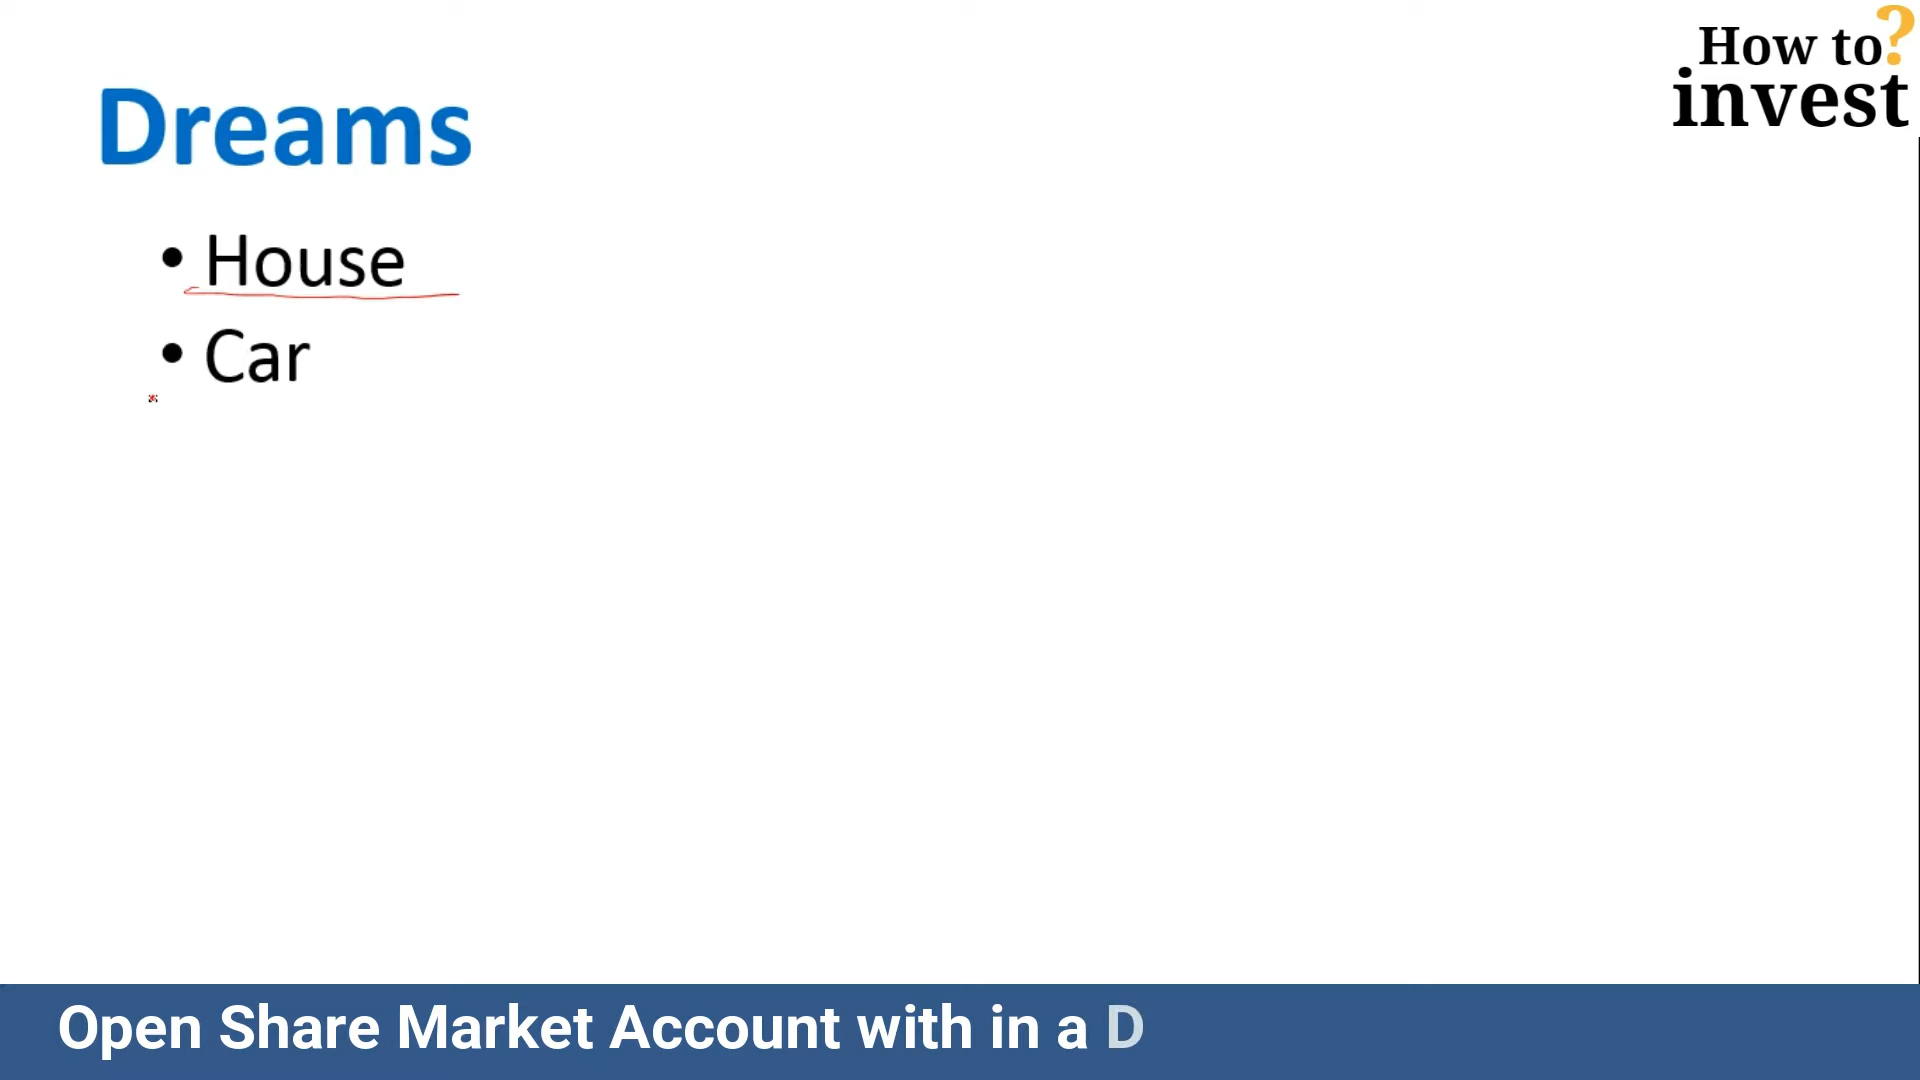 How to?
invest
Dreams
• House
• Car
Open Share Market Account with in a D